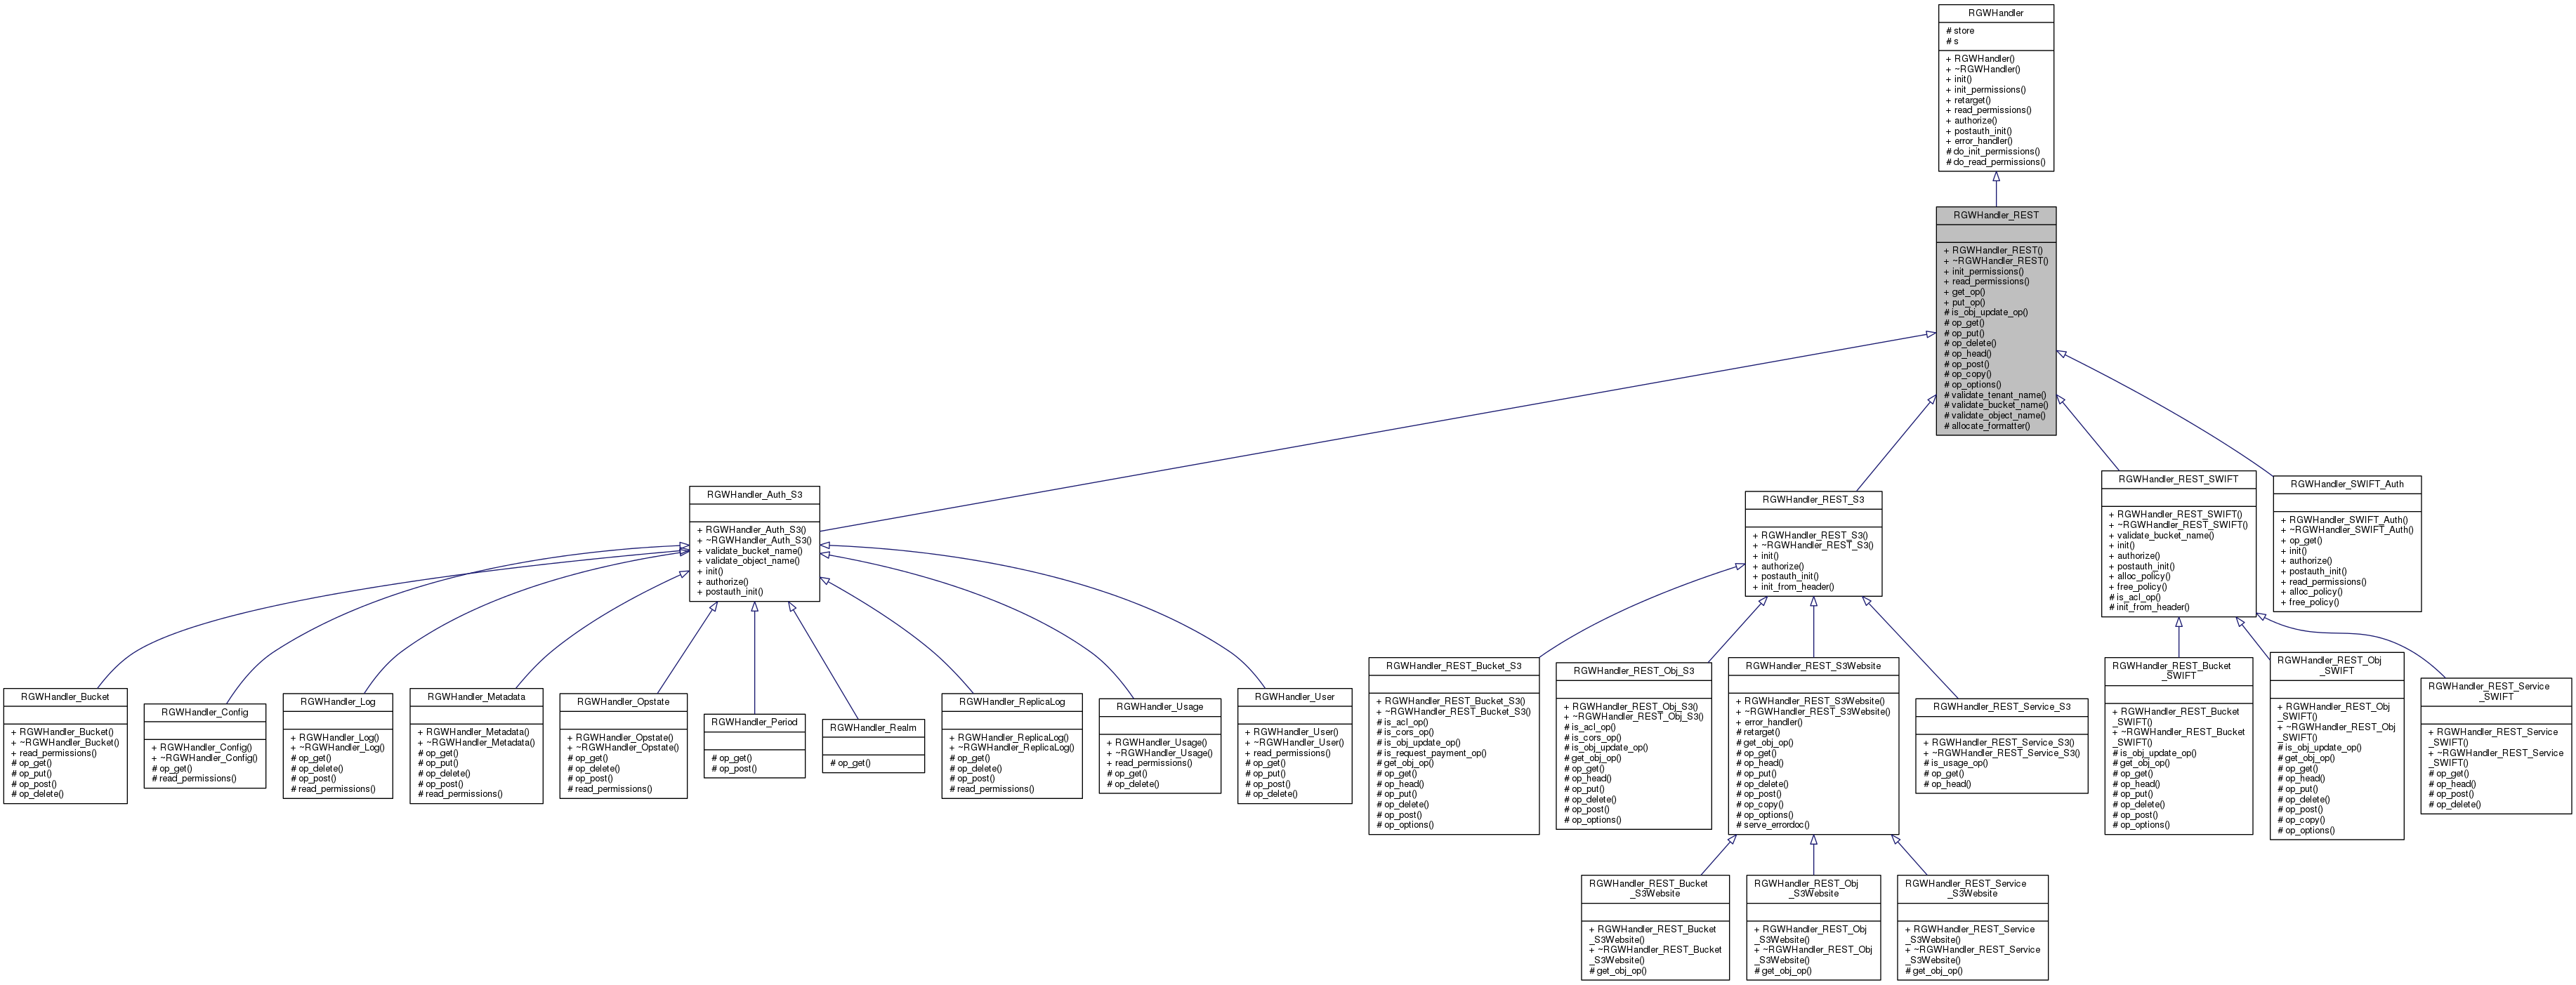 RGWHandler
# store
# s
+ RGWHandler()
+ ~RGWHandler()
+ init()
+ init_permissions()
+ retarget()
+ read_permissions()
+ authorize()
+ postauth_init()
+ error_handler()
# do_init_permissions()
# do_read_permissions()
RGWHandler_REST
+ RGWHandler_REST()
+ ~RGWHandler_REST()
+ init_permissions()
+ read_permissions()
+ get_op()
+ put_op()
# is_obj_update_op()
# op_get()
# op_put()
# op_delete()
# op_head()
# op_post()
# op_copy()
# op_options()
# validate_tenant_name()
# validate_bucket_name()
# validate_object_name()
# allocate_formatter()
RGWHandler_Auth_S3
+ RGWHandler_Auth_S3()
+ ~RGWHandler_Auth_S3()
+ validate_bucket_name()
+ validate_object_name()
+ init()
+ authorize()
+ postauth_init()
RGWHandler_REST_S3
+ RGWHandler_REST_S3()
+ ~RGWHandler_REST_S3()
+ init()
+ authorize()
+ postauth_init()
+ init_from_header()
RGWHandler_REST_SWIFT
+ RGWHandler_REST_SWIFT()
+ ~RGWHandler_REST_SWIFT()
+ validate_bucket_name()
+ init()
+ authorize()
+ postauth_init()
+ alloc_policy()
+ free_policy()
# is_acl_op()
# init_from_header()
RGWHandler_SWIFT_Auth
+ RGWHandler_SWIFT_Auth()
+ ~RGWHandler_SWIFT_Auth()
+ op_get()
+ init()
+ authorize()
+ postauth_init()
+ read_permissions()
+ alloc_policy()
+ free_policy()
RGWHandler_Bucket
+ RGWHandler_Bucket()
+ ~RGWHandler_Bucket()
+ read_permissions()
# op_get()
# op_put()
# op_post()
# op_delete()
RGWHandler_Config
+ RGWHandler_Config()
+ ~RGWHandler_Config()
# op_get()
# read_permissions()
RGWHandler_Log
+ RGWHandler_Log()
+ ~RGWHandler_Log()
# op_get()
# op_delete()
# op_post()
# read_permissions()
RGWHandler_Metadata
+ RGWHandler_Metadata()
+ ~RGWHandler_Metadata()
# op_get()
# op_put()
# op_delete()
# op_post()
# read_permissions()
RGWHandler_Opstate
+ RGWHandler_Opstate()
+ ~RGWHandler_Opstate()
# op_get()
# op_delete()
# op_post()
# read_permissions()
RGWHandler_Period
# op_get()
# op_post()
RGWHandler_Realm
# op_get()
RGWHandler_ReplicaLog
+ RGWHandler_ReplicaLog()
+ ~RGWHandler_ReplicaLog()
# op_get()
# op_delete()
# op_post()
# read_permissions()
RGWHandler_Usage
+ RGWHandler_Usage()
+ ~RGWHandler_Usage()
+ read_permissions()
# op_get()
# op_delete()
RGWHandler_User
+ RGWHandler_User()
+ ~RGWHandler_User()
+ read_permissions()
# op_get()
# op_put()
# op_post()
# op_delete()
RGWHandler_REST_Bucket_S3
+ RGWHandler_REST_Bucket_S3()
+ ~RGWHandler_REST_Bucket_S3()
# is_acl_op()
# is_cors_op()
# is_obj_update_op()
# is_request_payment_op()
# get_obj_op()
# op_get()
# op_head()
# op_put()
# op_delete()
# op_post()
# op_options()
RGWHandler_REST_Obj_S3
+ RGWHandler_REST_Obj_S3()
+ ~RGWHandler_REST_Obj_S3()
# is_acl_op()
# is_cors_op()
# is_obj_update_op()
# get_obj_op()
# op_get()
# op_head()
# op_put()
# op_delete()
# op_post()
# op_options()
RGWHandler_REST_S3Website
+ RGWHandler_REST_S3Website()
+ ~RGWHandler_REST_S3Website()
+ error_handler()
# retarget()
# get_obj_op()
# op_get()
# op_head()
# op_put()
# op_delete()
# op_post()
# op_copy()
# op_options()
# serve_errordoc()
RGWHandler_REST_Service_S3
+ RGWHandler_REST_Service_S3()
+ ~RGWHandler_REST_Service_S3()
# is_usage_op()
# op_get()
# op_head()
RGWHandler_REST_Bucket
_SWIFT
+ RGWHandler_REST_Bucket
_SWIFT()
+ ~RGWHandler_REST_Bucket
_SWIFT()
# is_obj_update_op()
# get_obj_op()
# op_get()
# op_head()
# op_put()
# op_delete()
# op_post()
# op_options()
RGWHandler_REST_Obj
_SWIFT
+ RGWHandler_REST_Obj
_SWIFT()
+ ~RGWHandler_REST_Obj
_SWIFT()
# is_obj_update_op()
# get_obj_op()
# op_get()
# op_head()
# op_put()
# op_delete()
# op_post()
# op_copy()
# op_options()
RGWHandler_REST_Service
_SWIFT
+ RGWHandler_REST_Service
_SWIFT()
+ ~RGWHandler_REST_Service
_SWIFT()
# op_get()
# op_head()
# op_post()
# op_delete()
RGWHandler_REST_Bucket
_S3Website
+ RGWHandler_REST_Bucket
_S3Website()
+ ~RGWHandler_REST_Bucket
_S3Website()
# get_obj_op()
RGWHandler_REST_Obj
_S3Website
+ RGWHandler_REST_Obj
_S3Website()
+ ~RGWHandler_REST_Obj
_S3Website()
# get_obj_op()
RGWHandler_REST_Service
_S3Website
+ RGWHandler_REST_Service
_S3Website()
+ ~RGWHandler_REST_Service
_S3Website()
# get_obj_op()